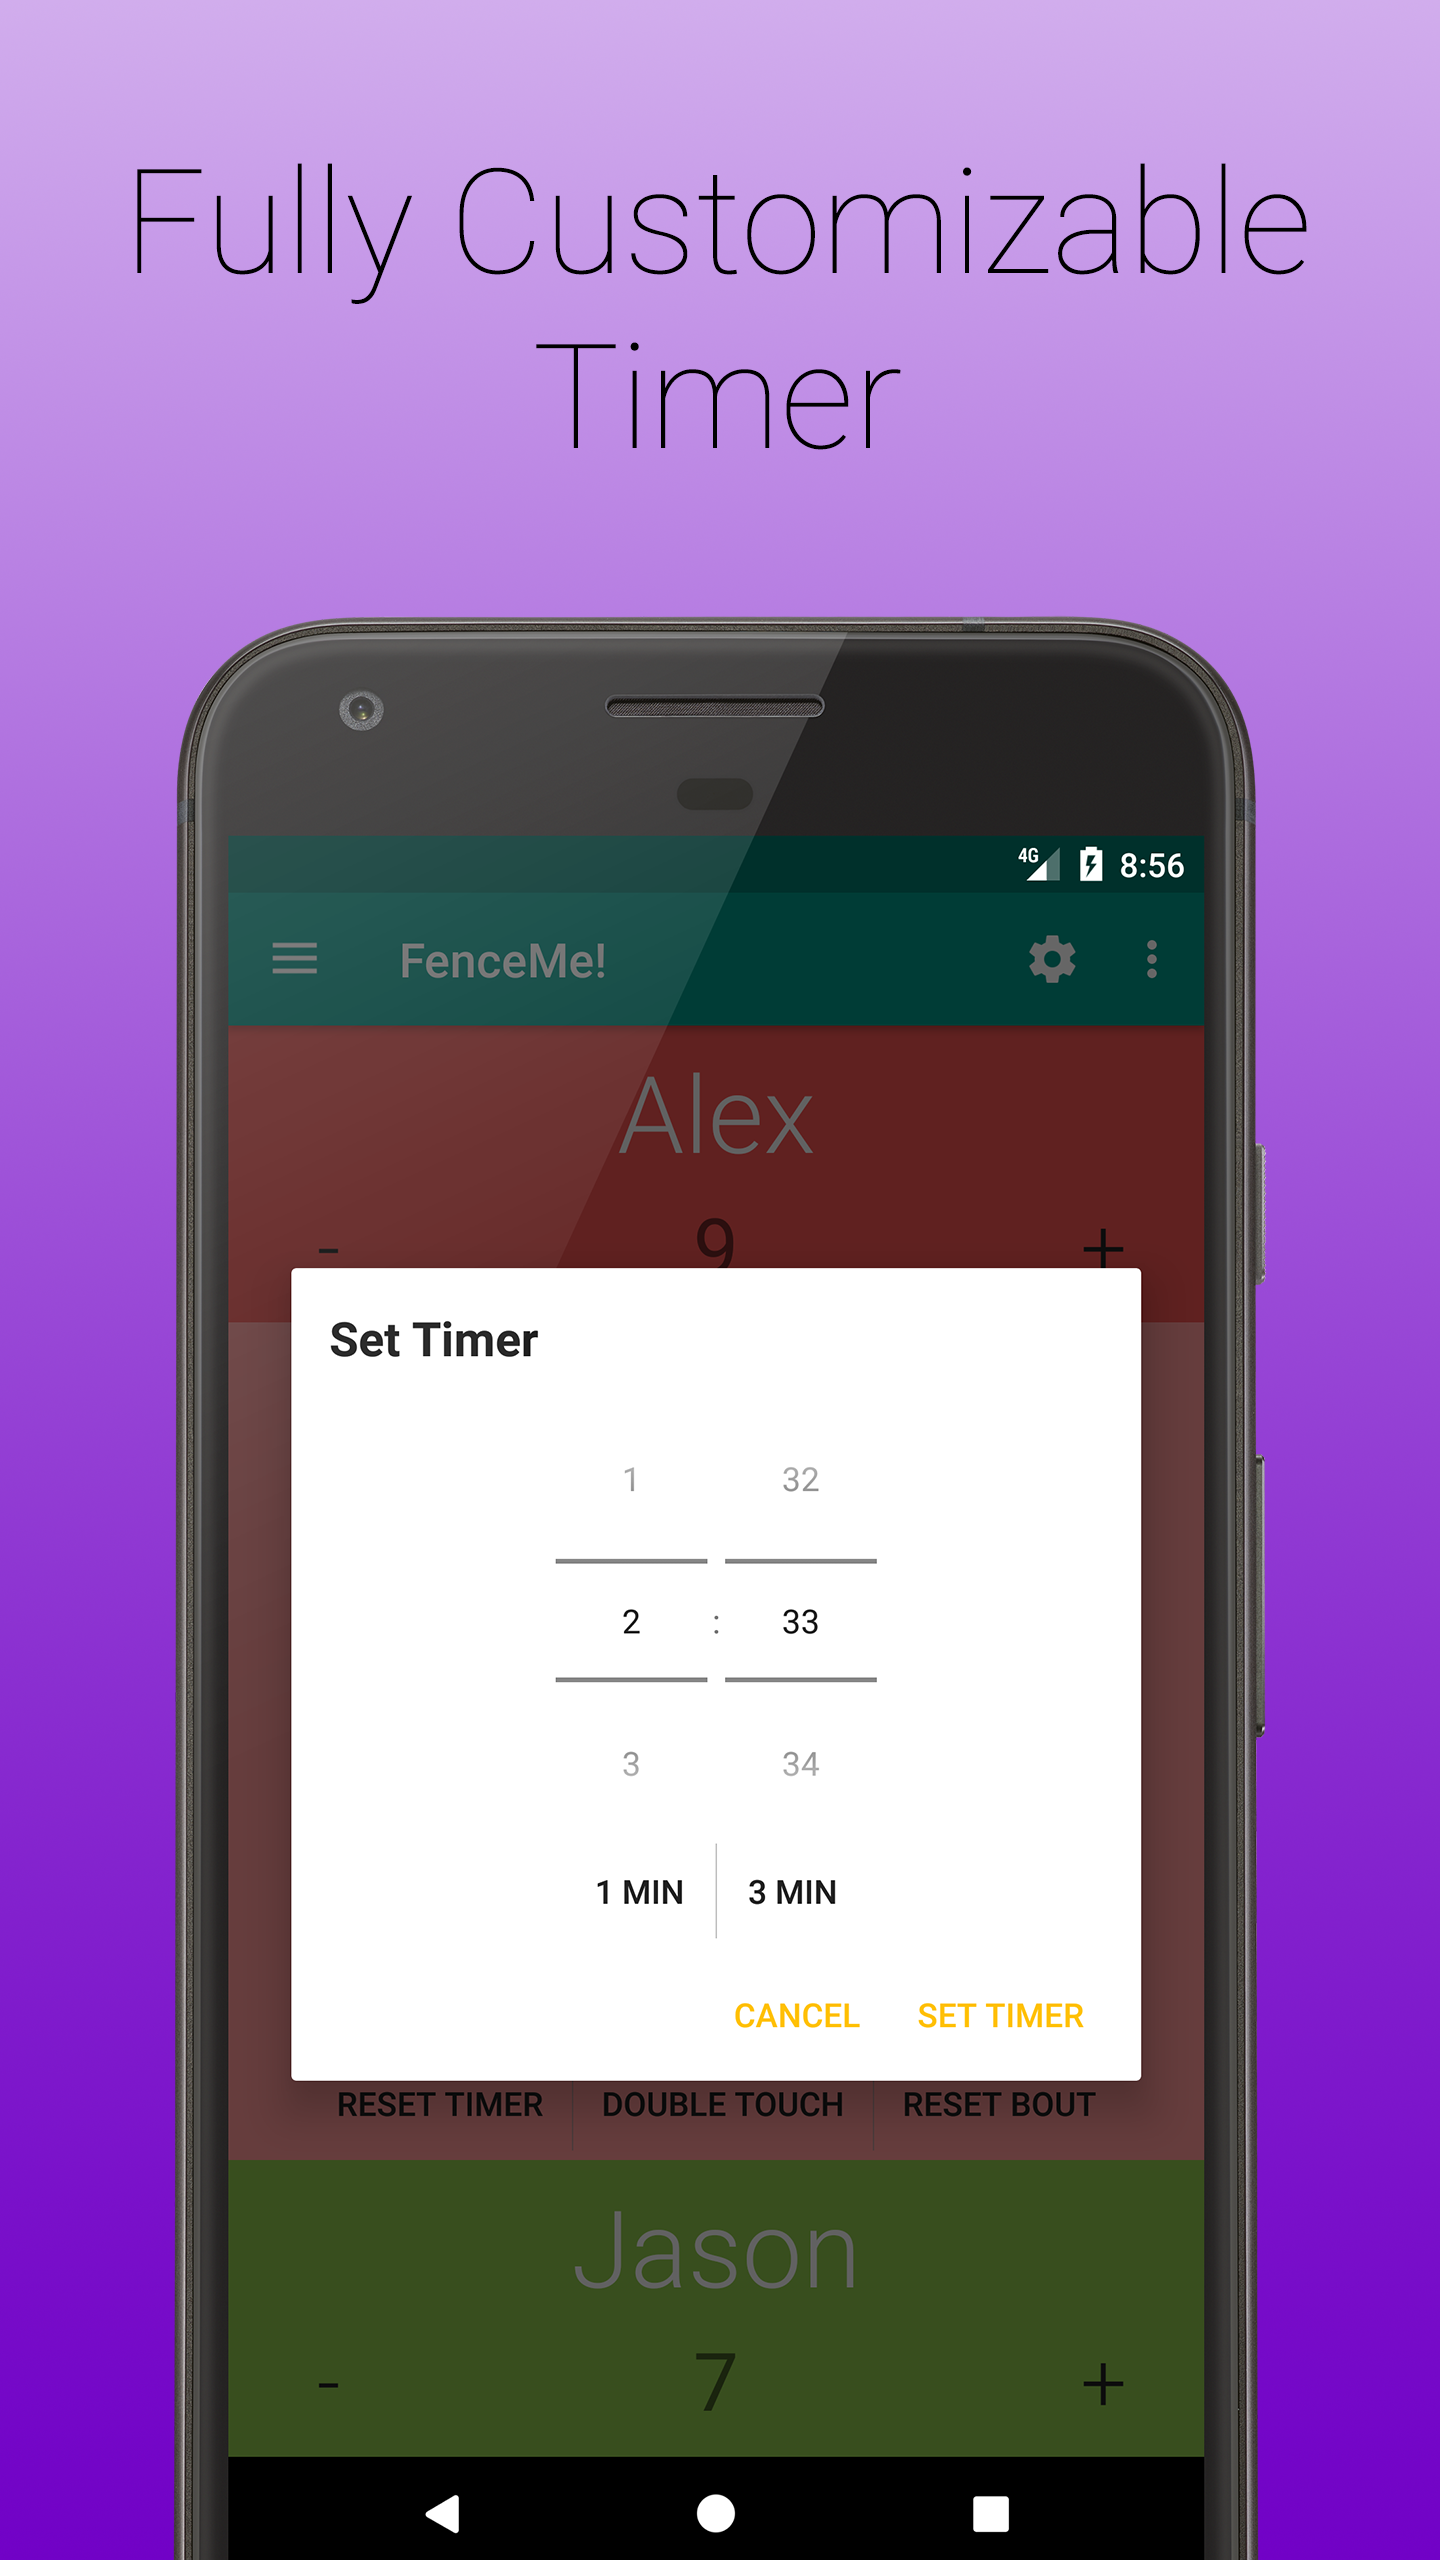 Fully Customizable
Timer
4G 8:56
FenceMe!
Alex
- 9 +
Set Timer
1 32
2 : 33
3 34
1 MIN 3 MIN
CANCEL SET TIMER
RESET TIMER DOUBLE TOUCH RESET BOUT
Jason
- 7 +